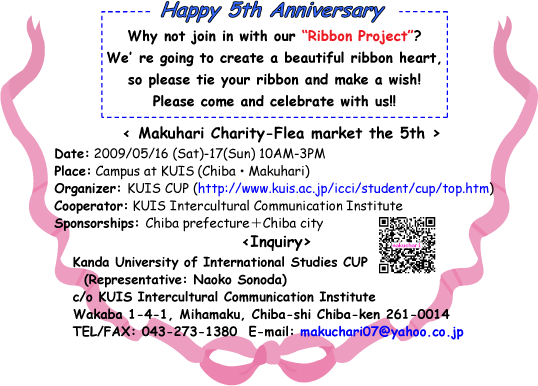 Happy 5th Anniversary
Why not join in with our “Ribbon Project”?
We’ re going to create a beautiful ribbon heart,
so please tie your ribbon and make a wish!
Please come and celebrate with us!!
< Makuhari Charity-Flea market the 5th >
Date: 2009/05/16 (Sat)-17(Sun) 10AM-3PM
Place: Campus at KUIS (Chiba・Makuhari)
Organizer: KUIS CUP (http://www.kuis.ac.jp/icci/student/cup/top.htm)
Cooperator: KUIS Intercultural Communication Institute
Sponsorships: Chiba prefecture＋Chiba city
<Inquiry>
Kanda University of International Studies CUP
(Representative: Naoko Sonoda)
c/o KUIS Intercultural Communication Institute
Wakaba 1-4-1, Mihamaku, Chiba-shi Chiba-ken 261-0014
TEL/FAX: 043-273-1380 E-mail: makuchari07@yahoo.co.jp